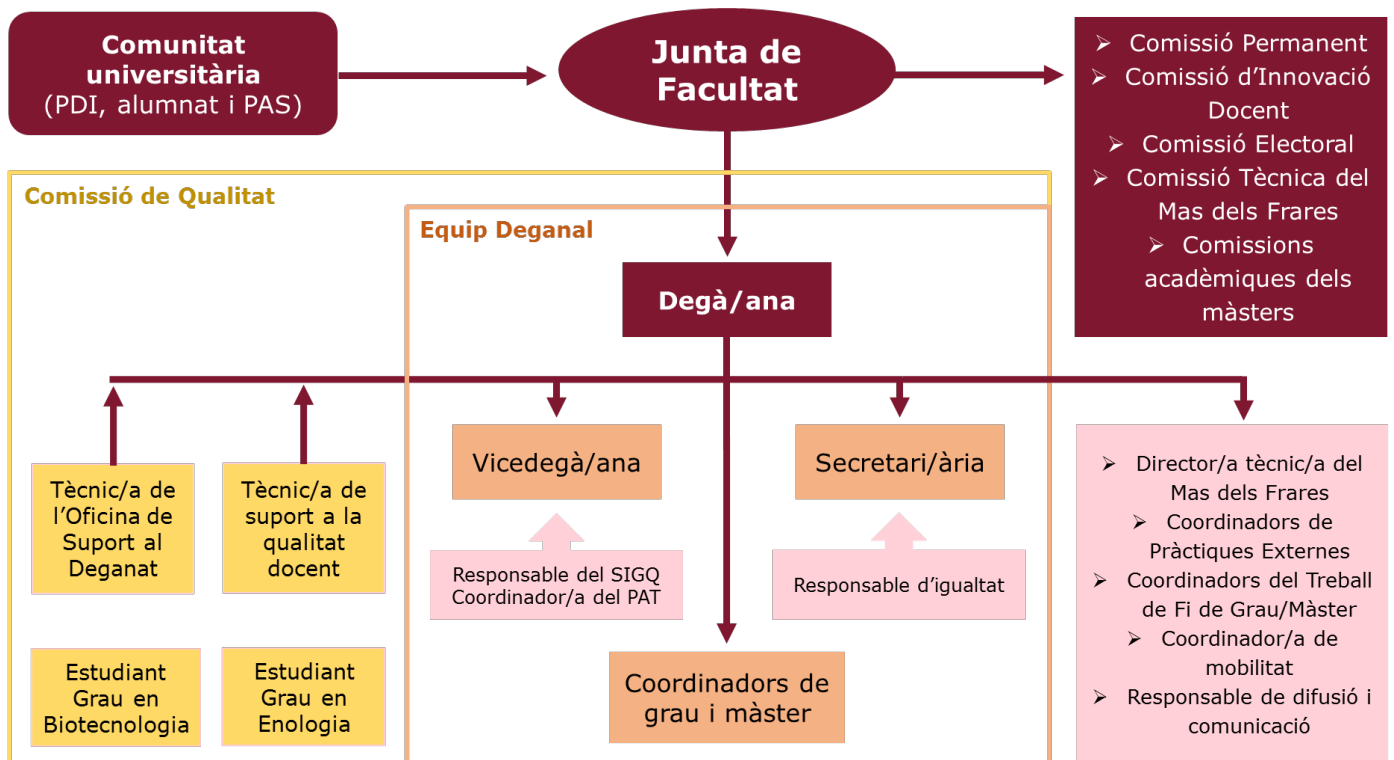 Comunitat
universitària
(PDI, alumnat i PAS)
Junta de
Facultat
➢ Comissió Permanent
➢ Comissió d’Innovació
Docent
➢ Comissió Electoral
➢ Comissió Tècnica del
Mas dels Frares
➢ Comissions
acadèmiques dels
màsters
Comissió de Qualitat
Equip Deganal
Degà/ana
Tècnic/a de
l’Oficina de
Suport al
Deganat
Tècnic/a de
suport a la
qualitat
docent
Vicedegà/ana
Secretari/ària
Responsable del SIGQ
Coordinador/a del PAT
Responsable d’igualtat
Estudiant
Grau en
Biotecnologia
Estudiant
Grau en
Enologia
Coordinadors de
grau i màster
➢ Director/a tècnic/a del
Mas dels Frares
➢ Coordinadors de
Pràctiques Externes
➢ Coordinadors del Treball
de Fi de Grau/Màster
➢ Coordinador/a de
mobilitat
➢ Responsable de difusió i
comunicació